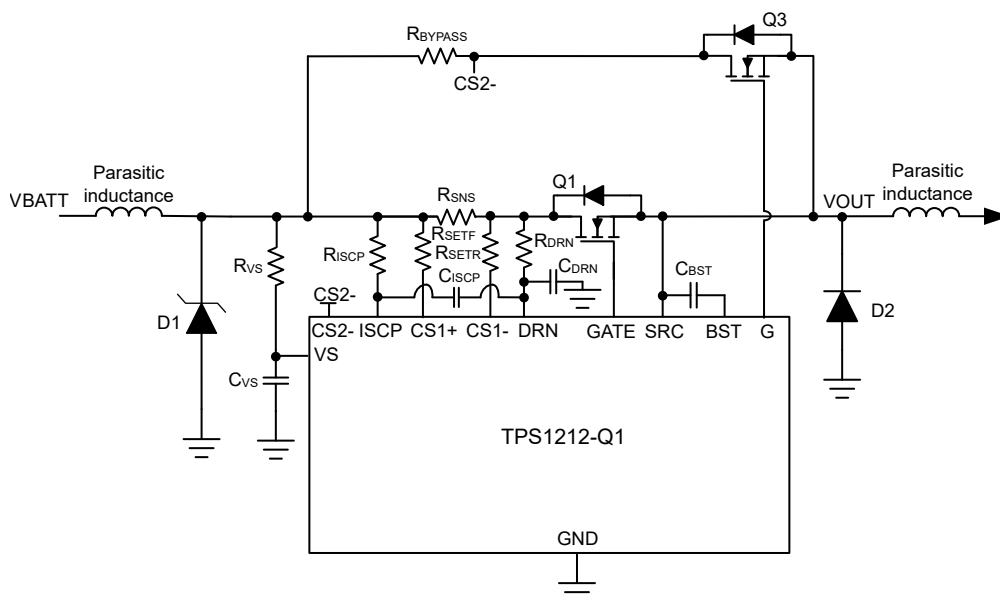 Q3
RBYPASS
CS2-
Parasitic
inductance
VBATT
Q1
RSNS
VOUT
Parasitic
inductance
RISCP
RSETF
RSETR
RDRN
RVS
CISCP
CDRN
CBST
CS2-
D1
D2
CS2- ISCP CS1+ CS1- DRN GATE SRC BST G
VS
CVS
TPS1212-Q1
GND